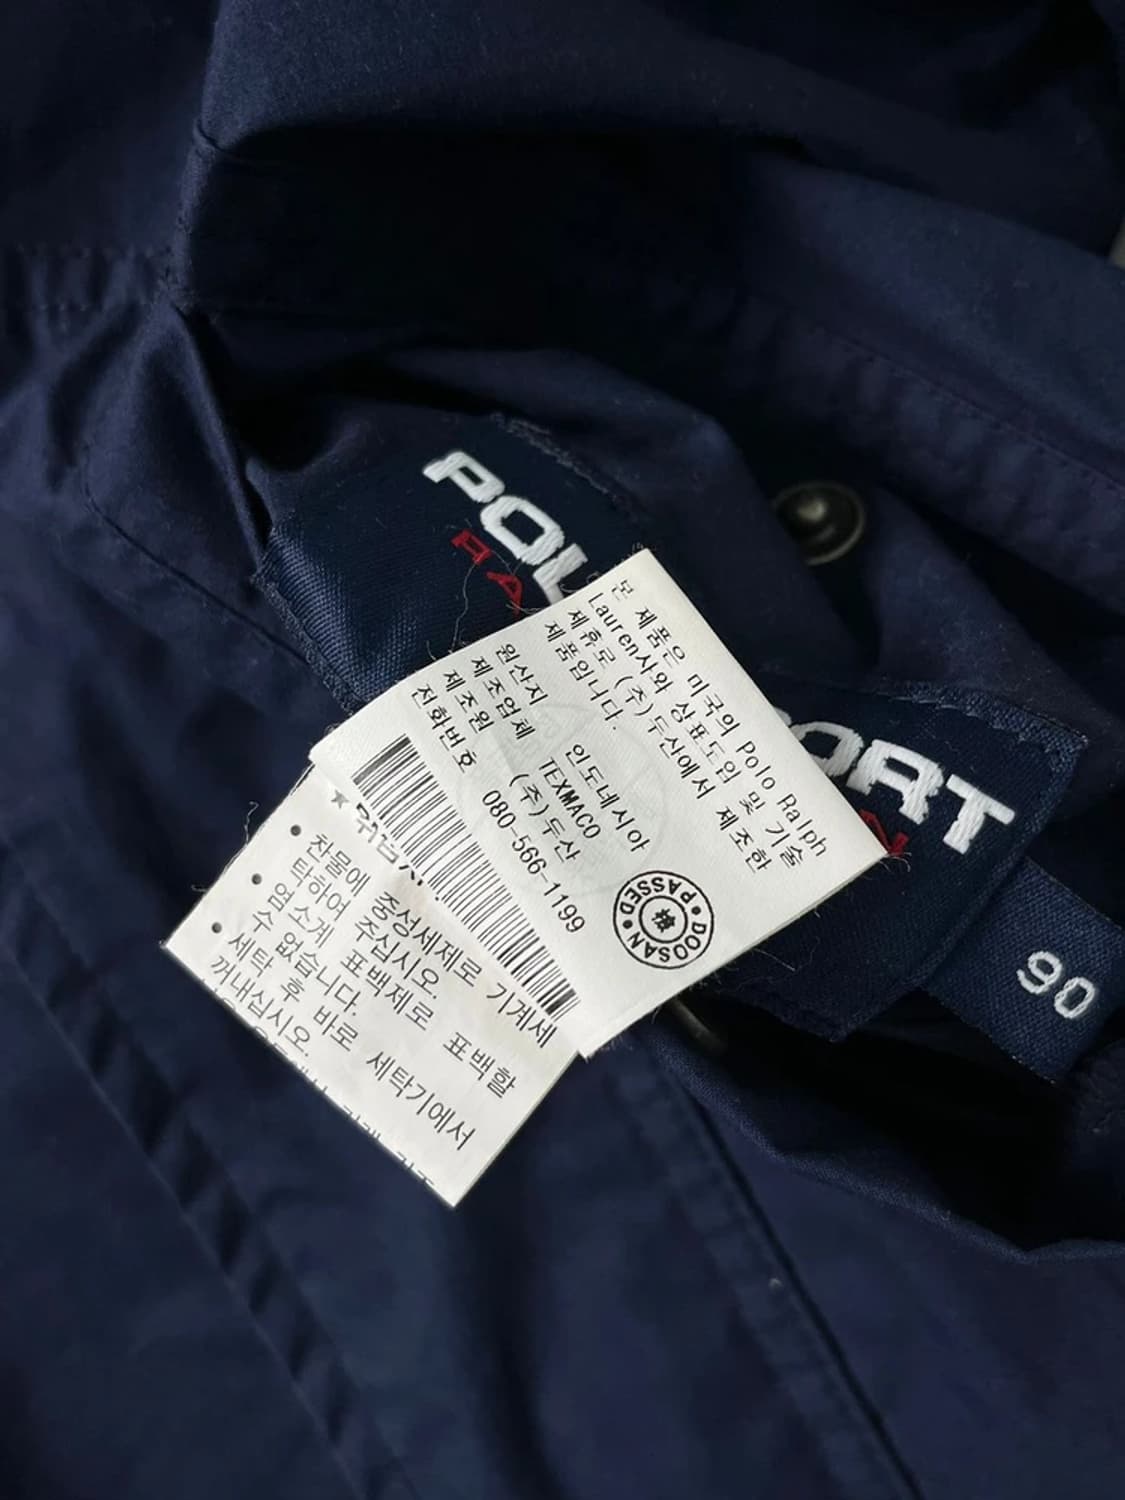 POL
RA
PORT
N
90
본 제품은 미국의 Polo Ralph
Lauren사와 상표도입 및 기술
제휴로 (주)두산에서 제조한
제품입니다.
원산지 인도네시아
제조업체 TEXMACO
제조원 (주)두산
전화번호 080-566-1199
DOOSAN • PASSED •
檢
• 찬물에 중성세제로 기계세
탁하여 주십시오.
• 염소계 표백제로 표백할
수 없습니다.
• 세탁 후 바로 세탁기에서
꺼내십시오.